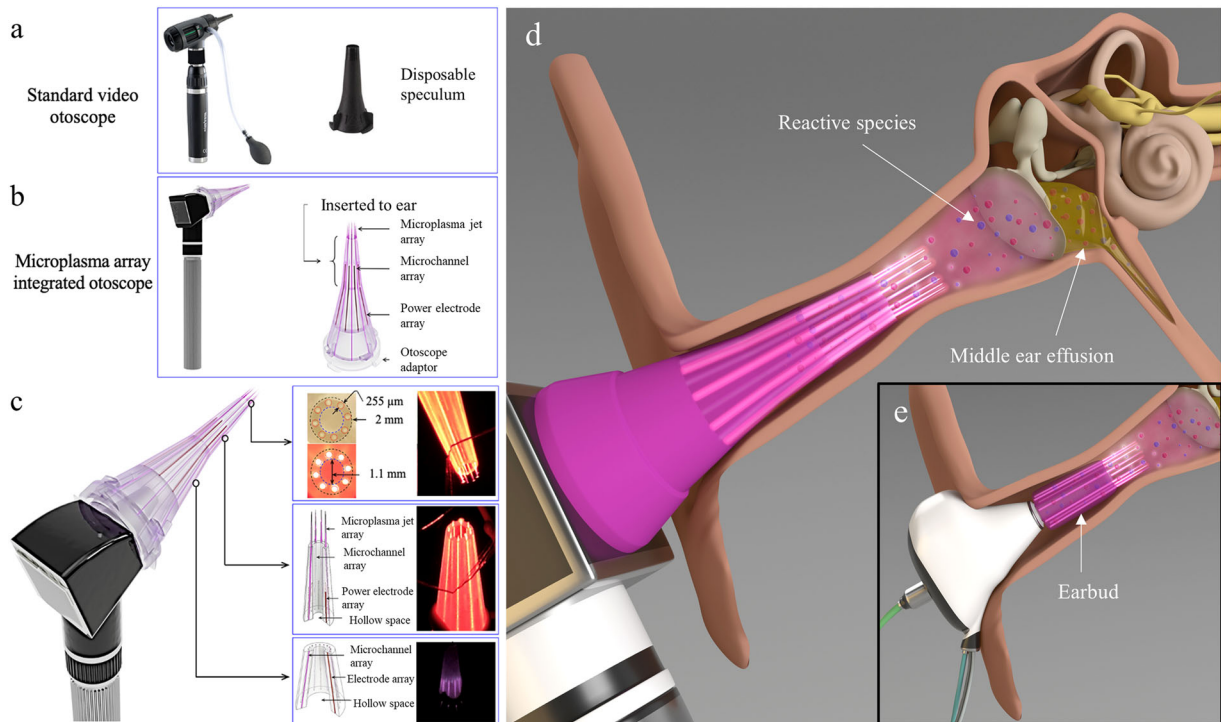 a
Standard video
otoscope
Disposable
speculum
b
Microplasma array
integrated otoscope
Inserted to ear
Microplasma jet
array
Microchannel
array
Power electrode
array
Otoscope
adaptor
c
255 μm
2 mm
1.1 mm
Microplasma jet
array
Microchannel
array
Power electrode
array
Hollow space
Microchannel
array
Electrode array
Hollow space
d
Reactive species
Middle ear effusion
e
Earbud